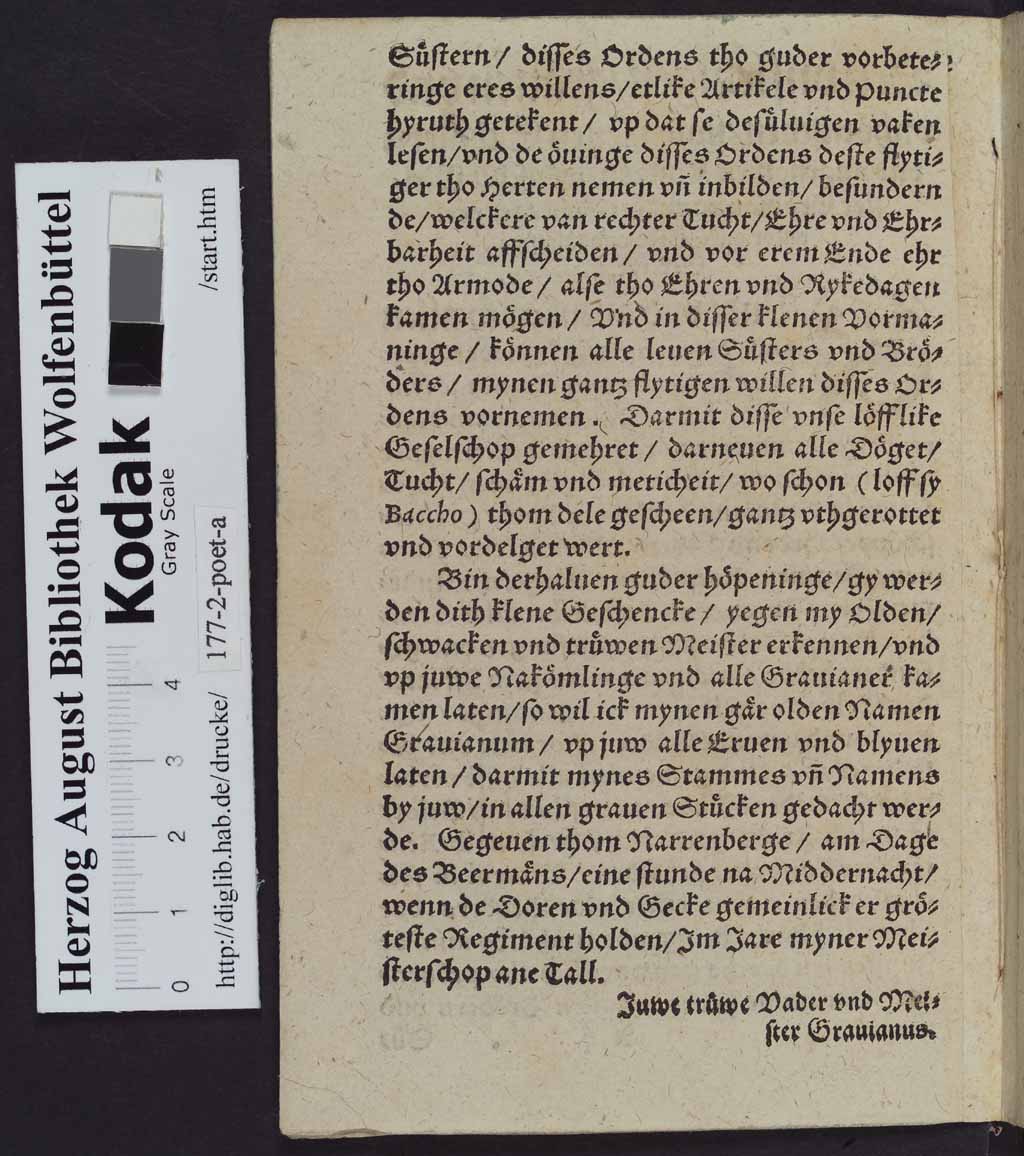 Süſtern / diſſes Ordens tho guder vorbete⸗
ringe eres willens/etlike Artikele vnd Puncte
hyruth getekent / vp dat ſe deſüluigen vaken
leſen/vnd de öuinge diſſes Ordens deſte flyti⸗
ger tho Herten nemen vñ inbilden/ beſundern
de/welckere van rechter Tucht/Ehre vnd Ehr⸗
barheit affſcheiden / vnd vor erem Ende ehr
tho Armode / alſe tho Ehren vnd Rykedagen
kamen mögen / Vnd in diſſer klenen Vorma⸗
ninge / können alle leuen Süſters vnd Brö⸗
ders / mynen gantz flytigen willen diſſes Or⸗
dens vornemen. Darmit diſſe vnſe löfflike
Geſelſchop gemehret / darneuen alle Döget/
Tucht/ ſchäm vnd meticheit/ wo ſchon (loff ſy
Baccho) thom dele geſcheen/gantz vthgerottet
vnd vordelget wert.
Bin derhaluen guder höpeninge/gy wer⸗
den dith klene Geſchencke / yegen my Olden/
ſchwacken vnd trüwen Meiſter erkennen/vnd
vp juwe Nakömlinge vnd alle Grauianer ka⸗
men laten/ſo wil ick mynen gär olden Namen
Grauianum / vp juw alle Eruen vnd blyuen
laten / darmit mynes Stammes vñ Namens
by juw/in allen grauen Stücken gedacht wer⸗
de. Gegeuen thom Narrenberge / am Dage
des Beermäns/eine ſtunde na Middernacht/
wenn de Doren vnd Gecke gemeinlick er grö⸗
teſte Regiment holden/Im Jare myner Mei⸗
ſterſchop ane Tall.
Juwe trüwe Vader vnd Mei⸗
ſter Grauianus.
Herzog August Bibliothek Wolfenbüttel
Kodak
Gray Scale
0 1 2 3 4
http://diglib.hab.de/drucke/ 177-2-poet-a /start.htm